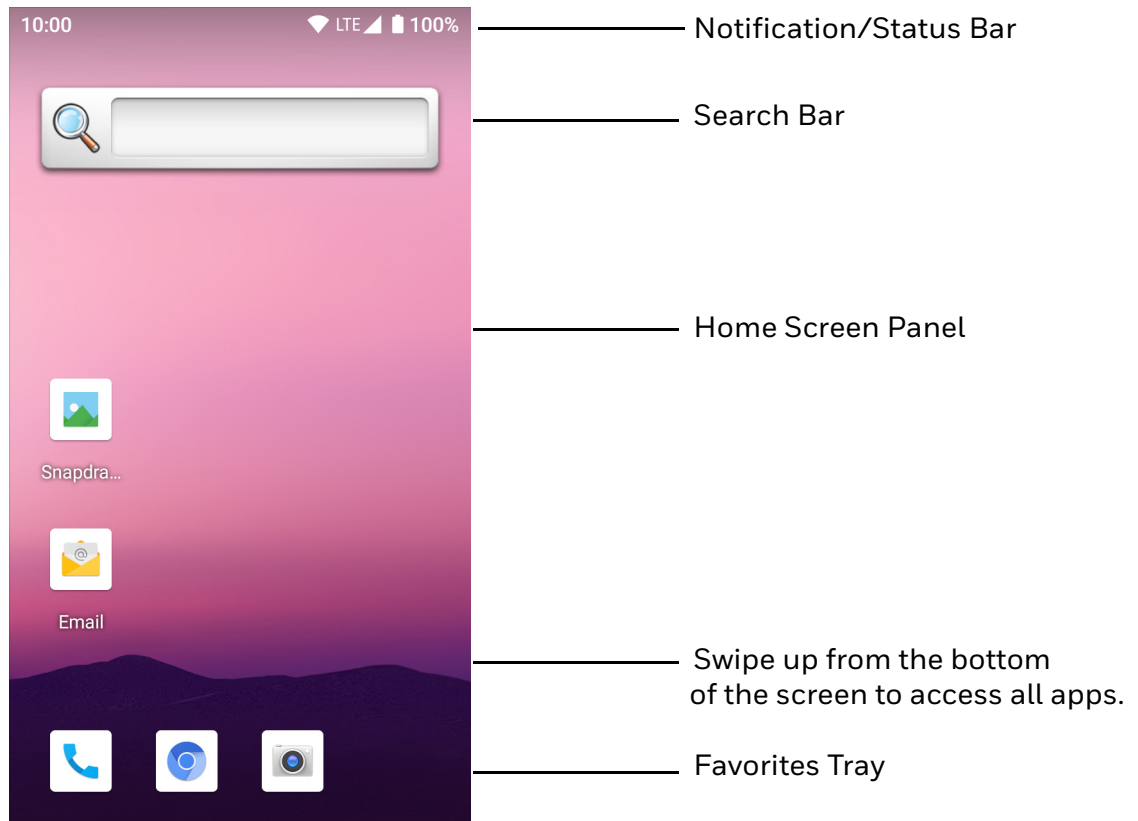 10:00 LTE 100%
Notification/Status Bar
Search Bar
Home Screen Panel
Snapdra...
@
Email
Swipe up from the bottom
of the screen to access all apps.
Favorites Tray